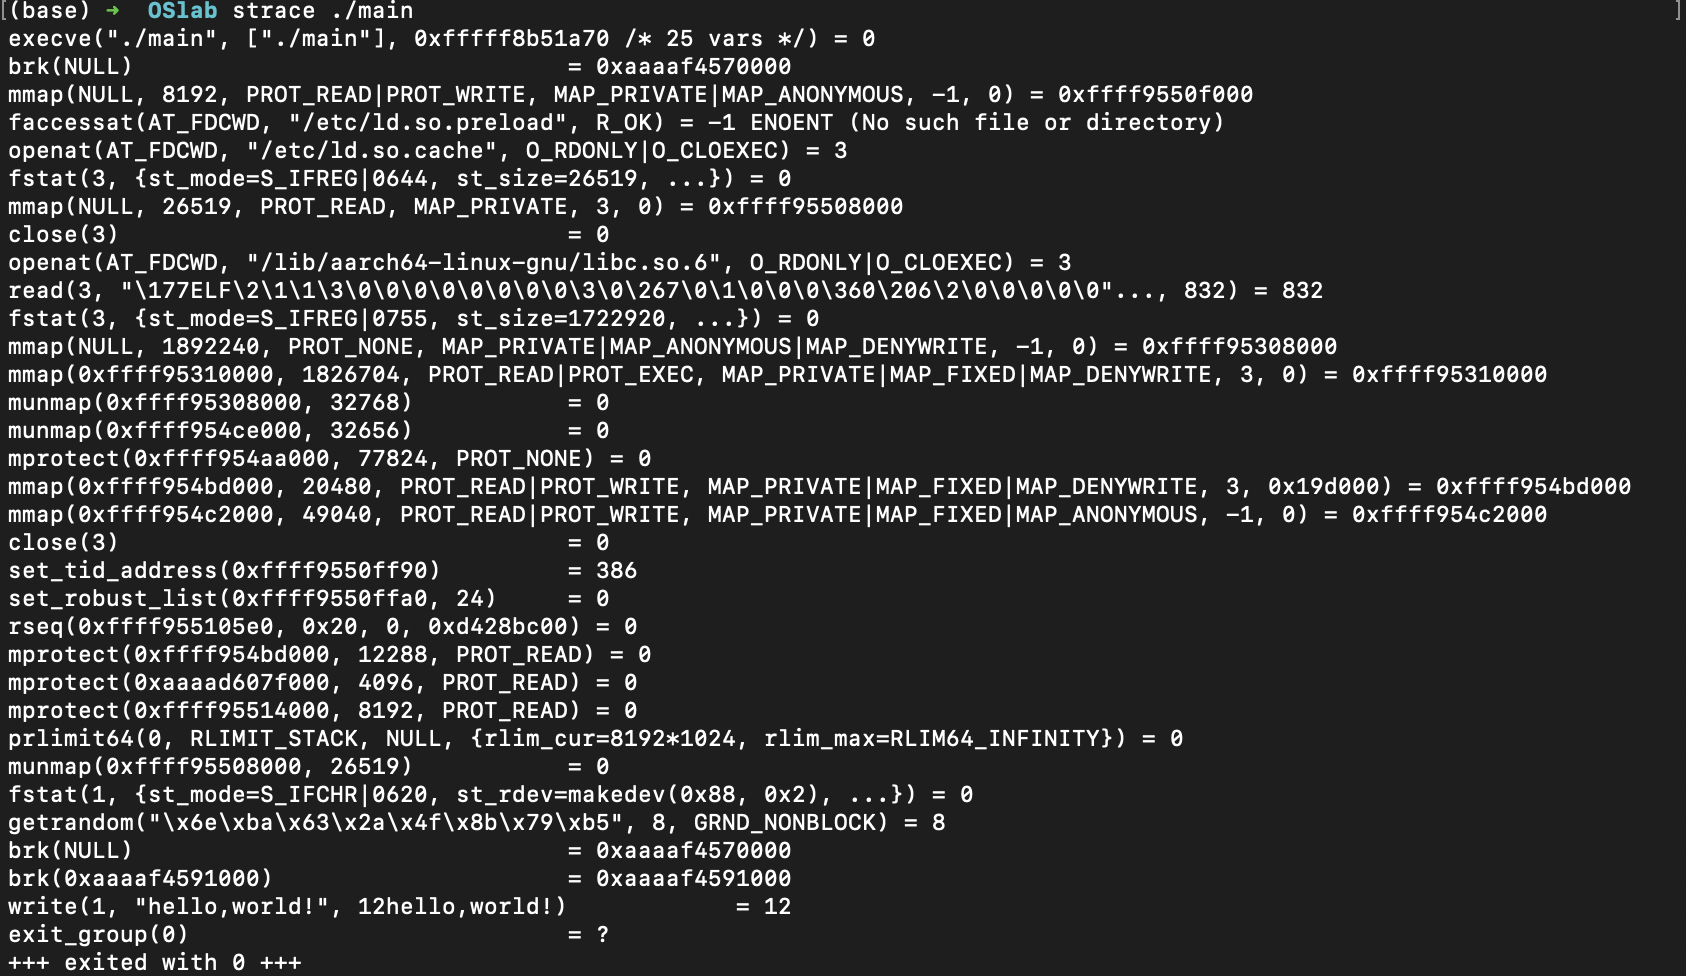 [(base) ➜  OSlab strace ./main ]
execve("./main", ["./main"], 0xfffff8b51a70 /* 25 vars */) = 0
brk(NULL)                               = 0xaaaaf4570000
mmap(NULL, 8192, PROT_READ|PROT_WRITE, MAP_PRIVATE|MAP_ANONYMOUS, -1, 0) = 0xffff9550f000
faccessat(AT_FDCWD, "/etc/ld.so.preload", R_OK) = -1 ENOENT (No such file or directory)
openat(AT_FDCWD, "/etc/ld.so.cache", O_RDONLY|O_CLOEXEC) = 3
fstat(3, {st_mode=S_IFREG|0644, st_size=26519, ...}) = 0
mmap(NULL, 26519, PROT_READ, MAP_PRIVATE, 3, 0) = 0xffff95508000
close(3)                                = 0
openat(AT_FDCWD, "/lib/aarch64-linux-gnu/libc.so.6", O_RDONLY|O_CLOEXEC) = 3
read(3, "\177ELF\2\1\1\3\0\0\0\0\0\0\0\0\3\0\267\0\1\0\0\0\360\206\2\0\0\0\0\0"..., 832) = 832
fstat(3, {st_mode=S_IFREG|0755, st_size=1722920, ...}) = 0
mmap(NULL, 1892240, PROT_NONE, MAP_PRIVATE|MAP_ANONYMOUS|MAP_DENYWRITE, -1, 0) = 0xffff95308000
mmap(0xffff95310000, 1826704, PROT_READ|PROT_EXEC, MAP_PRIVATE|MAP_FIXED|MAP_DENYWRITE, 3, 0) = 0xffff95310000
munmap(0xffff95308000, 32768)           = 0
munmap(0xffff954ce000, 32656)           = 0
mprotect(0xffff954aa000, 77824, PROT_NONE) = 0
mmap(0xffff954bd000, 20480, PROT_READ|PROT_WRITE, MAP_PRIVATE|MAP_FIXED|MAP_DENYWRITE, 3, 0x19d000) = 0xffff954bd000
mmap(0xffff954c2000, 49040, PROT_READ|PROT_WRITE, MAP_PRIVATE|MAP_FIXED|MAP_ANONYMOUS, -1, 0) = 0xffff954c2000
close(3)                                = 0
set_tid_address(0xffff9550ff90)         = 386
set_robust_list(0xffff9550ffa0, 24)     = 0
rseq(0xffff955105e0, 0x20, 0, 0xd428bc00) = 0
mprotect(0xffff954bd000, 12288, PROT_READ) = 0
mprotect(0xaaaad607f000, 4096, PROT_READ) = 0
mprotect(0xffff95514000, 8192, PROT_READ) = 0
prlimit64(0, RLIMIT_STACK, NULL, {rlim_cur=8192*1024, rlim_max=RLIM64_INFINITY}) = 0
munmap(0xffff95508000, 26519)           = 0
fstat(1, {st_mode=S_IFCHR|0620, st_rdev=makedev(0x88, 0x2), ...}) = 0
getrandom("\x6e\xba\x63\x2a\x4f\x8b\x79\xb5", 8, GRND_NONBLOCK) = 8
brk(NULL)                               = 0xaaaaf4570000
brk(0xaaaaf4591000)                     = 0xaaaaf4591000
write(1, "hello,world!", 12hello,world!)            = 12
exit_group(0)                           = ?
+++ exited with 0 +++